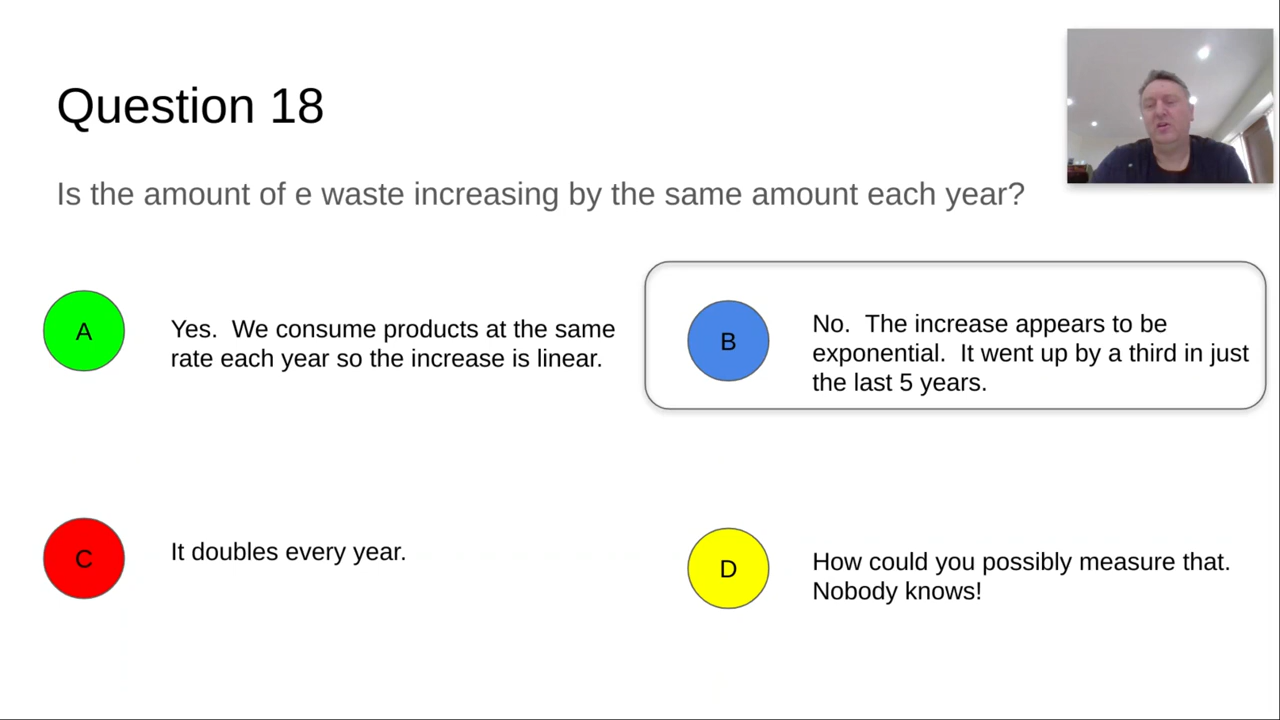 Question 18
Is the amount of e waste increasing by the same amount each year?
A
Yes.  We consume products at the same
rate each year so the increase is linear.
B
No.  The increase appears to be
exponential.  It went up by a third in just
the last 5 years.
C
It doubles every year.
D
How could you possibly measure that.
Nobody knows!